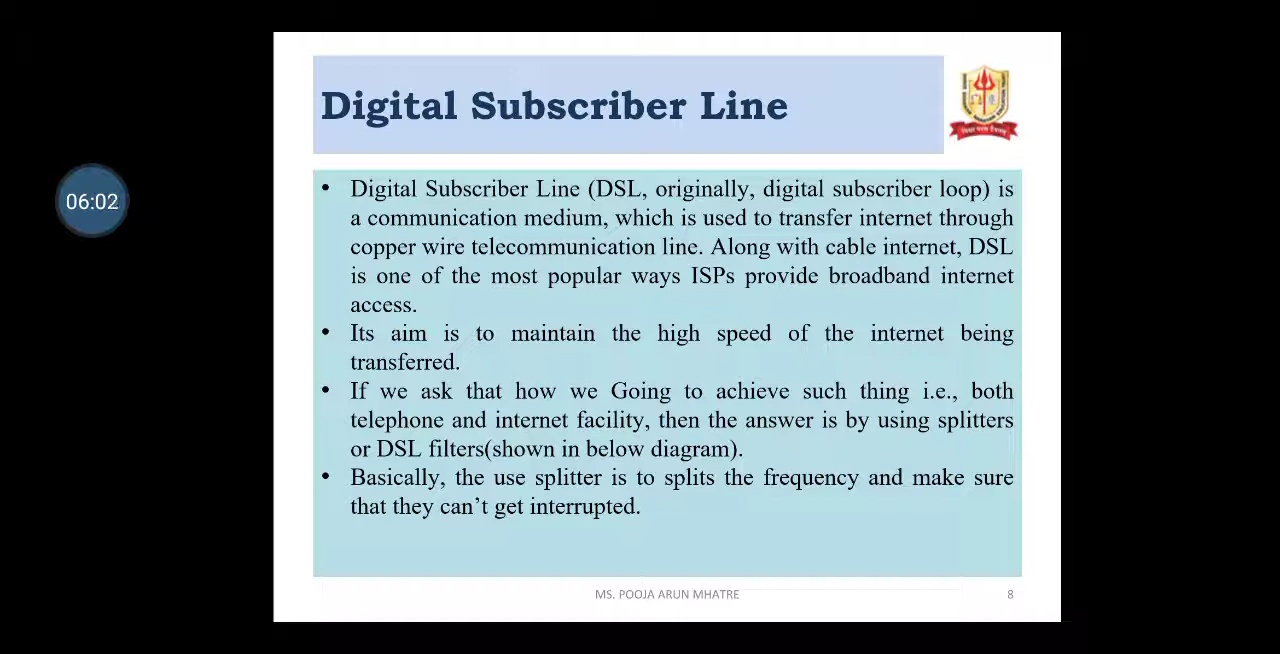 Digital Subscriber Line
06:02
• Digital Subscriber Line (DSL, originally, digital subscriber loop) is
a communication medium, which is used to transfer internet through
copper wire telecommunication line. Along with cable internet, DSL
is one of the most popular ways ISPs provide broadband internet
access.
• Its aim is to maintain the high speed of the internet being
transferred.
• If we ask that how we Going to achieve such thing i.e., both
telephone and internet facility, then the answer is by using splitters
or DSL filters(shown in below diagram).
• Basically, the use splitter is to splits the frequency and make sure
that they can’t get interrupted.
MS. POOJA ARUN MHATRE
8